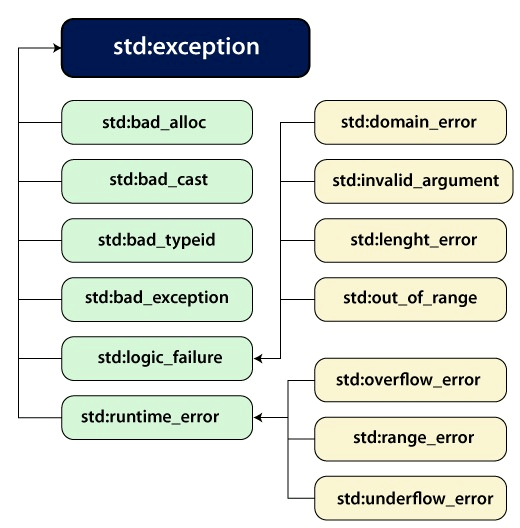 std:exception
std:bad_alloc
std:bad_cast
std:bad_typeid
std:bad_exception
std:logic_failure
std:runtime_error
std:domain_error
std:invalid_argument
std:lenght_error
std:out_of_range
std:overflow_error
std:range_error
std:underflow_error